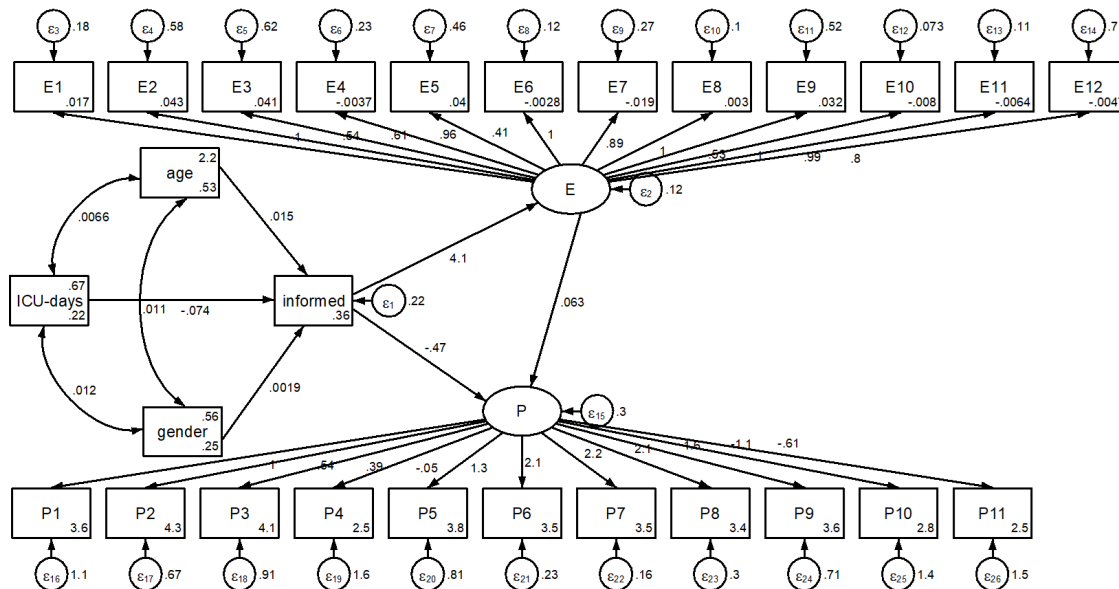 ε3 .18 ε4 .58 ε5 .62 ε6 .23 ε7 .46 ε8 .12 ε9 .27 ε10 .1 ε11 .52 ε12 .073 ε13 .11 ε14 .7
E1 E2 E3 E4 E5 E6 E7 E8 E9 E10 E11 E12
.017 .043 .041 -.0037 .04 -.0028 -.019 .003 .032 -.008 -.0064 -.0047
1 .54 .61 .96 .41 1 .89 1 .53 1 .99 .8
2.2
age
.53
E
ε2 .12
.0066
.015
4.1
.67
ICU-days
.22
.011
-.074
informed
.36
ε1 .22
.063
-.47
.012
.0019
.56
gender
.25
P
ε15 .3
1 .54 .39 -.05 1.3 2.1 2.2 2.1 1.6 -1.1 -.61
P1 P2 P3 P4 P5 P6 P7 P8 P9 P10 P11
3.6 4.3 4.1 2.5 3.8 3.5 3.5 3.4 3.6 2.8 2.5
ε16 1.1 ε17 .67 ε18 .91 ε19 1.6 ε20 .81 ε21 .23 ε22 .16 ε23 .3 ε24 .71 ε25 1.4 ε26 1.5